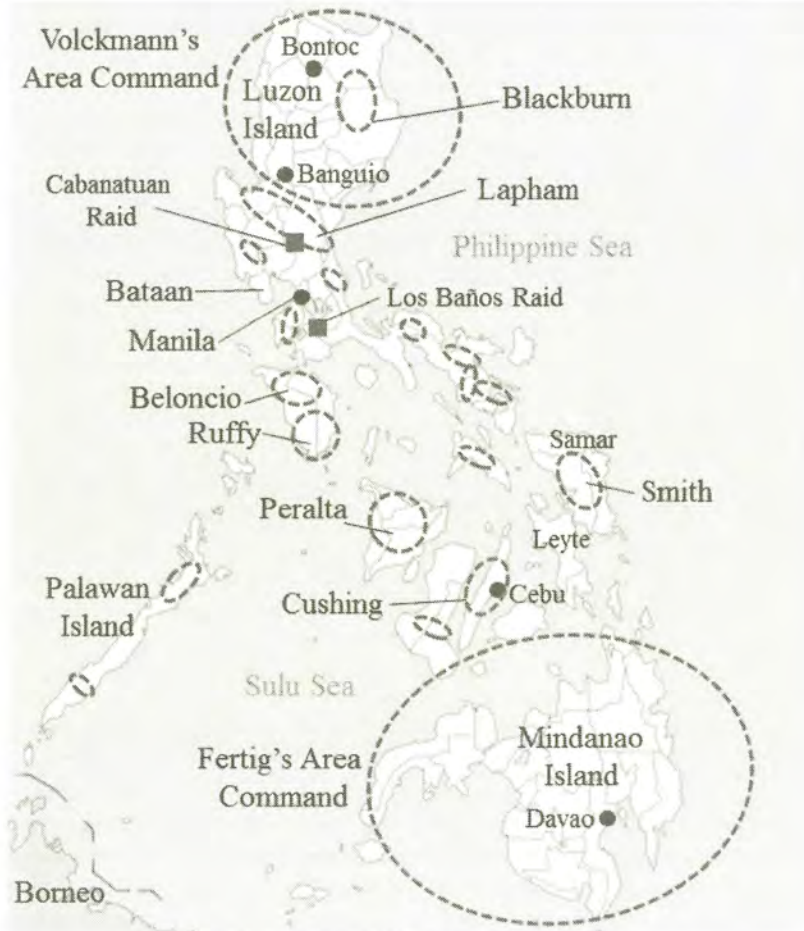 Volckmann's
Area Command
Bontoc
Luzon
Island
Blackburn
Banguio
Cabanatuan
Raid
Lapham
Philippine Sea
Bataan
Los Baños Raid
Manila
Beloncio
Ruffy
Samar
Smith
Peralta
Leyte
Palawan
Island
Cushing
Cebu
Sulu Sea
Fertig's Area
Command
Mindanao
Island
Davao
Borneo